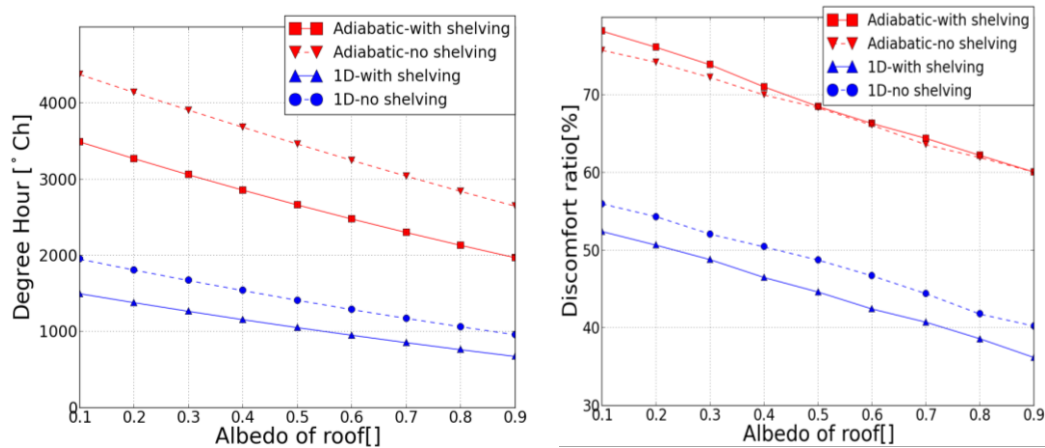 Adiabatic-with shelving
Adiabatic-no shelving
1D-with shelving
1D-no shelving
Degree Hour [°Ch]
4000
3000
2000
1000
0
0.1 0.2 0.3 0.4 0.5 0.6 0.7 0.8 0.9
Albedo of roof[]
Adiabatic-with shelving
Adiabatic-no shelving
1D-with shelving
1D-no shelving
Discomfort ratio[%]
70
60
50
40
30
0.1 0.2 0.3 0.4 0.5 0.6 0.7 0.8 0.9
Albedo of roof[]